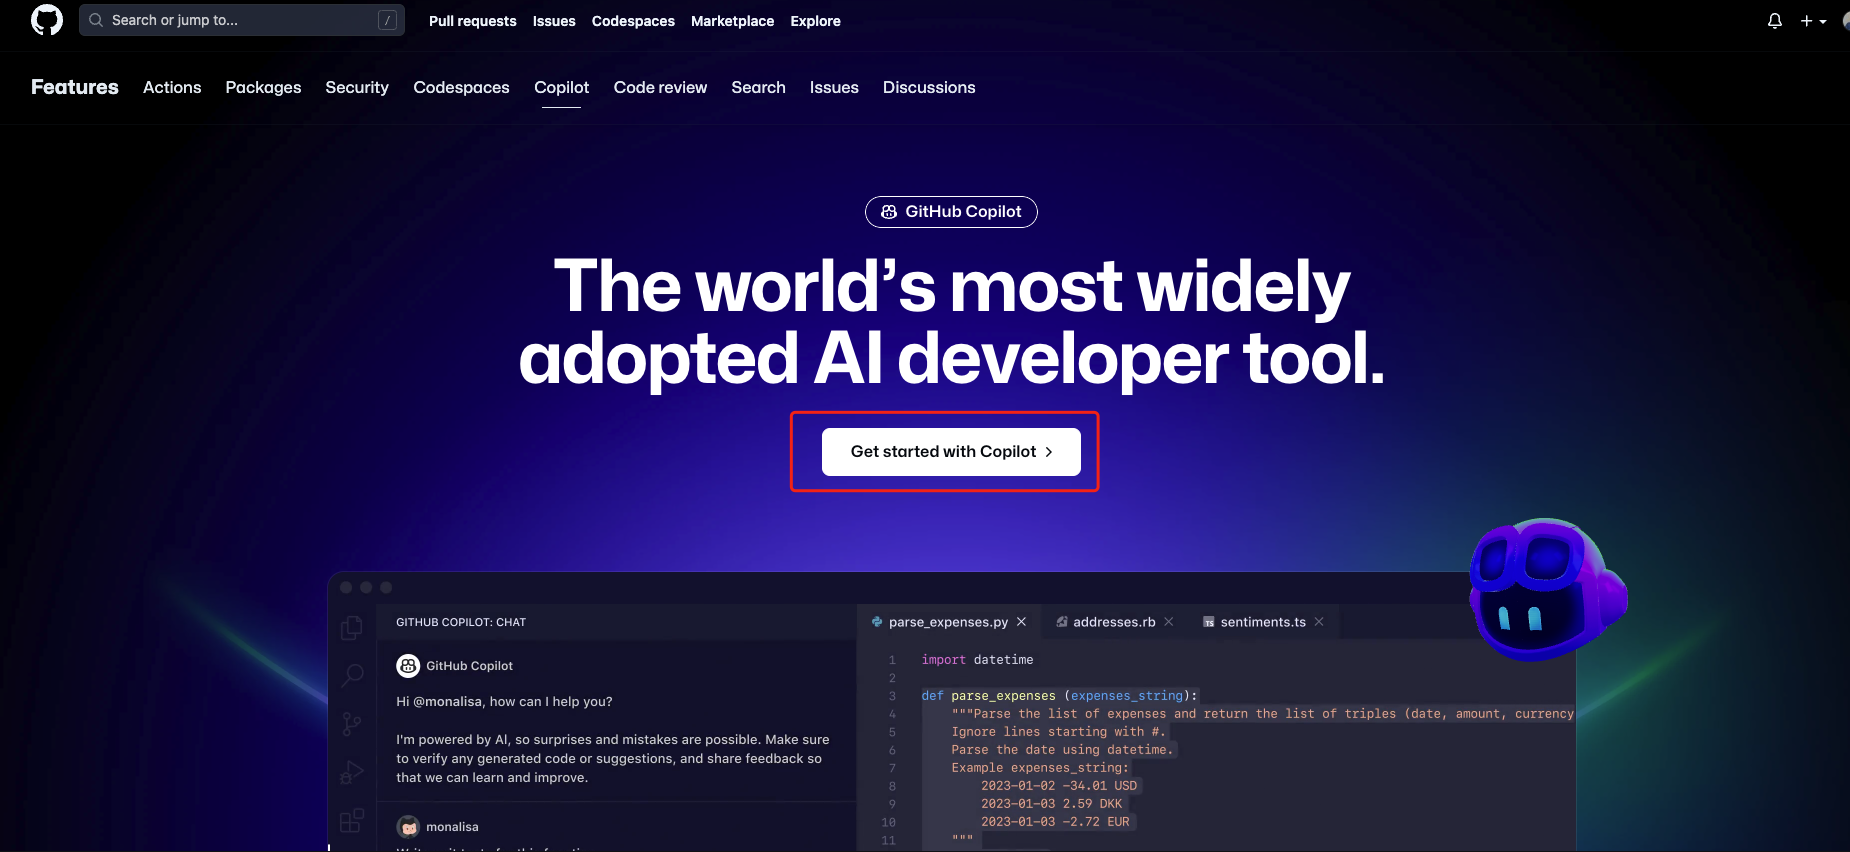 Search or jump to... /
Pull requests Issues Codespaces Marketplace Explore
Features Actions Packages Security Codespaces Copilot Code review Search Issues Discussions
GitHub Copilot
The world’s most widely
adopted AI developer tool.
Get started with Copilot
GITHUB COPILOT: CHAT
GitHub Copilot
Hi @monalisa, how can I help you?
I'm powered by AI, so surprises and mistakes are possible. Make sure
to verify any generated code or suggestions, and share feedback so
that we can learn and improve.
monalisa
parse_expenses.py addresses.rb TS sentiments.ts
1 import datetime
2
3 def parse_expenses (expenses_string):
4 """Parse the list of expenses and return the list of triples (date, amount, currency
5 Ignore lines starting with #.
6 Parse the date using datetime.
7 Example expenses_string:
8 2023-01-02 -34.01 USD
9 2023-01-03 2.59 DKK
10 2023-01-03 -2.72 EUR
11 """